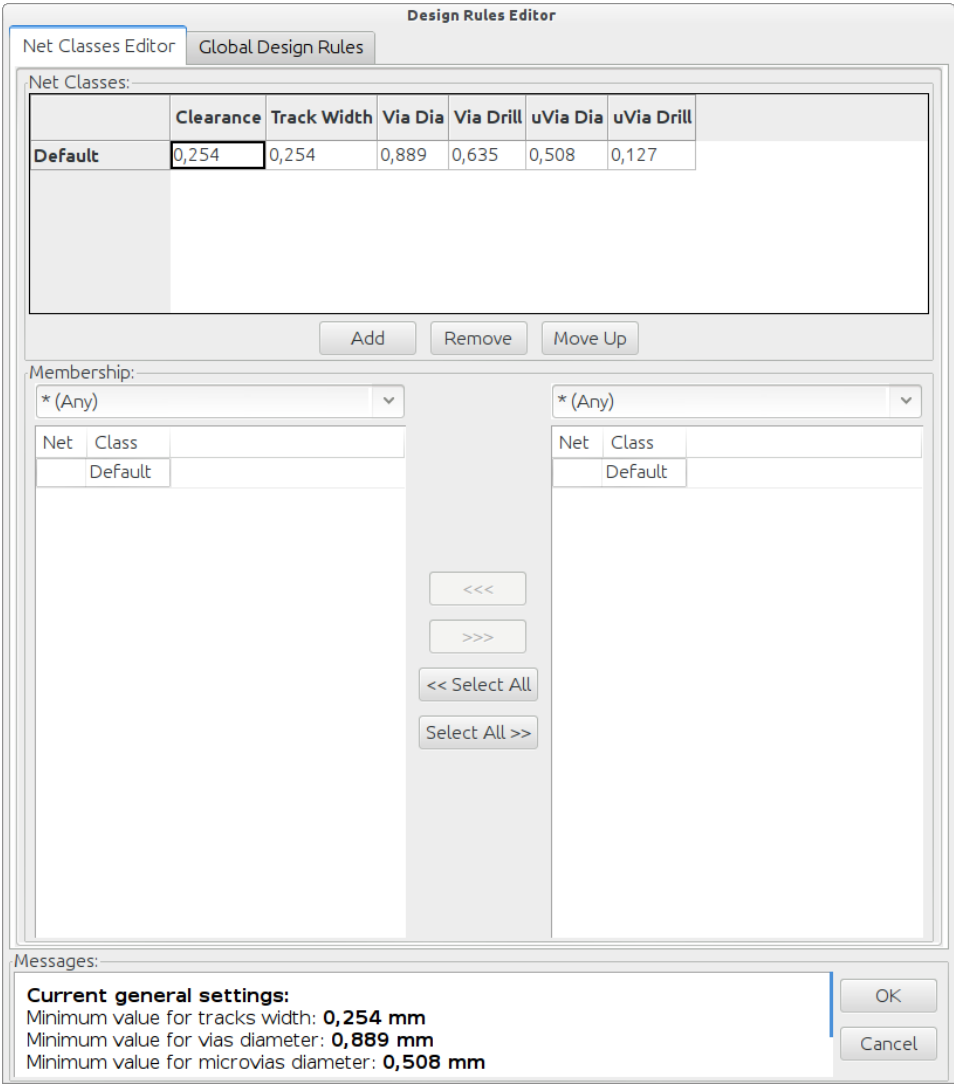 Design Rules Editor
Net Classes Editor Global Design Rules
Net Classes:
Clearance Track Width Via Dia Via Drill uVia Dia uVia Drill
Default 0,254 0,254 0,889 0,635 0,508 0,127
Add Remove Move Up
Membership:
* (Any) * (Any)
Net Class Net Class
Default Default
<<<
>>>
<< Select All
Select All >>
Messages:
Current general settings:
Minimum value for tracks width: 0,254 mm
Minimum value for vias diameter: 0,889 mm
Minimum value for microvias diameter: 0,508 mm
OK
Cancel